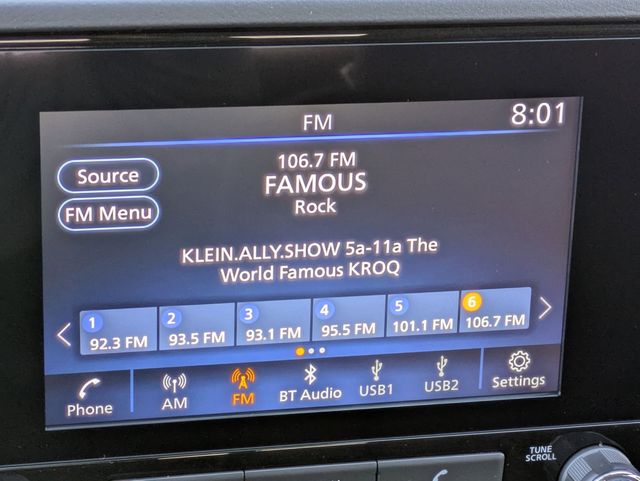 FM
8:01
Source
106.7 FM
FAMOUS
Rock
FM Menu
KLEIN.ALLY.SHOW 5a-11a The
World Famous KROQ
1 92.3 FM
2 93.5 FM
3 93.1 FM
4 95.5 FM
5 101.1 FM
6 106.7 FM
Phone
AM
FM
BT Audio
USB1
USB2
Settings
TUNE
SCROLL